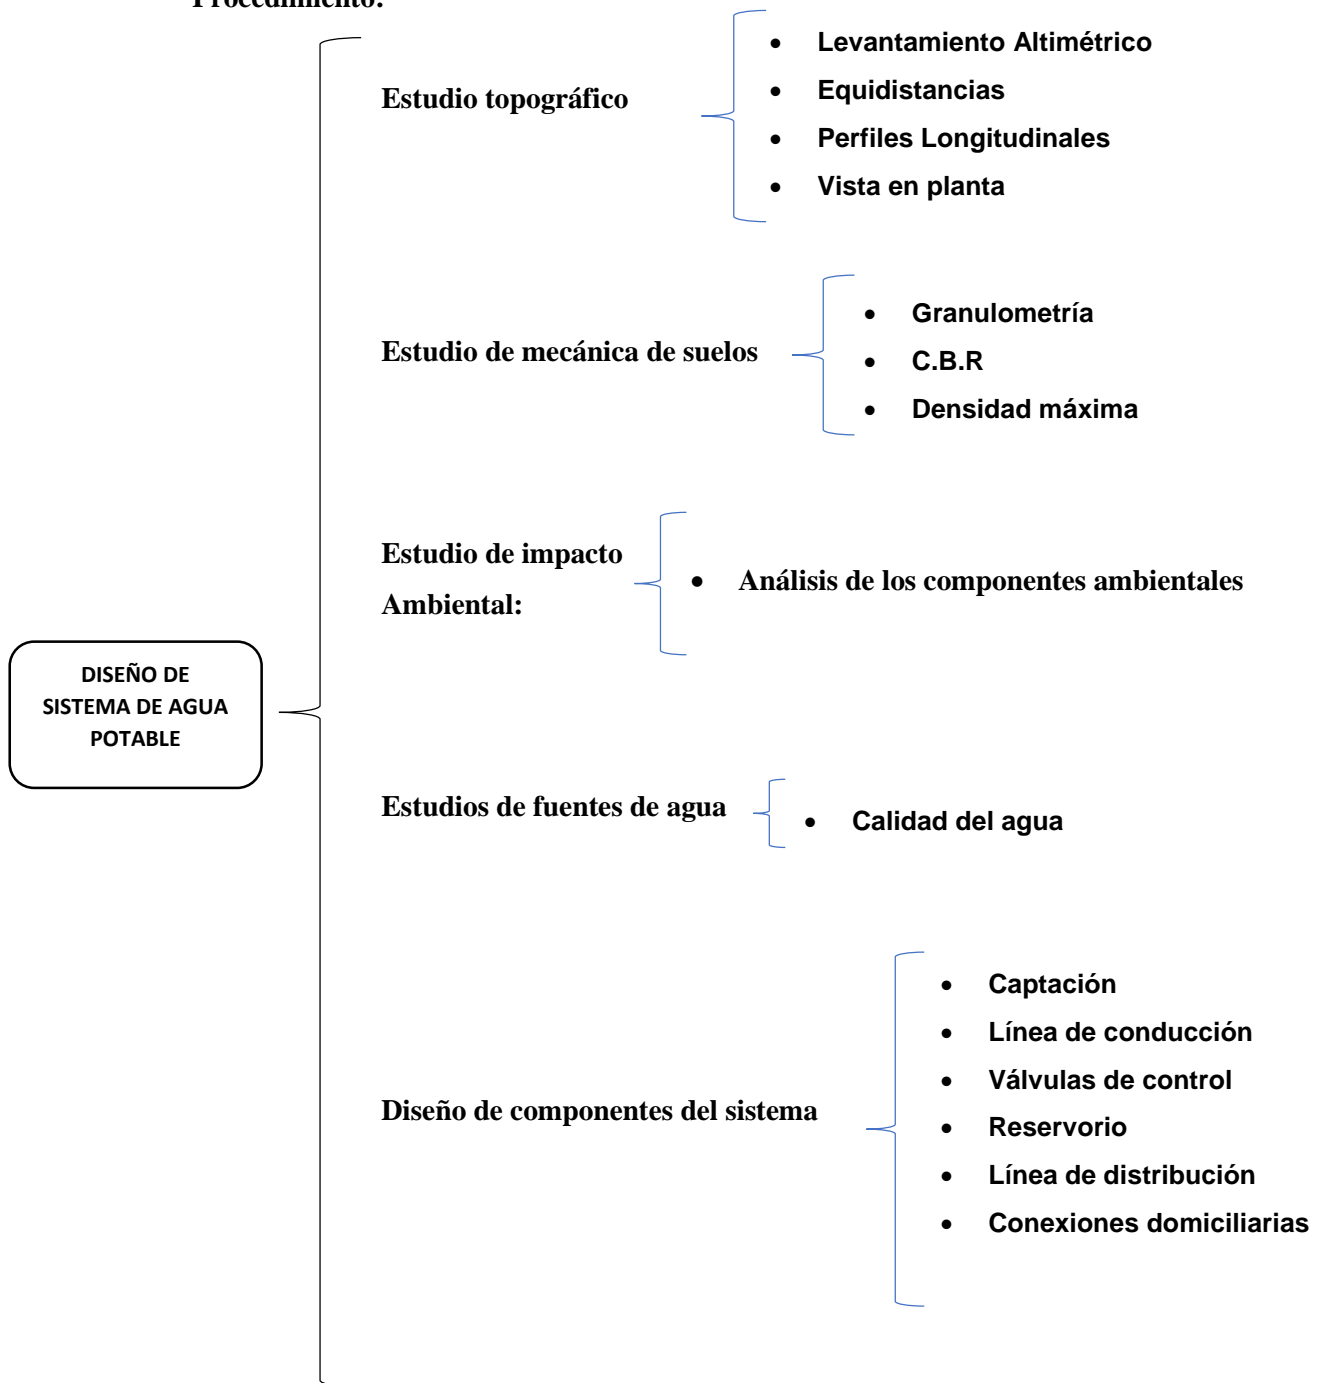 Procedimiento:
Estudio topográfico
• Levantamiento Altimétrico
• Equidistancias
• Perfiles Longitudinales
• Vista en planta
Estudio de mecánica de suelos
• Granulometría
• C.B.R
• Densidad máxima
Estudio de impacto
Ambiental:
• Análisis de los componentes ambientales
DISEÑO DE
SISTEMA DE AGUA
POTABLE
Estudios de fuentes de agua
• Calidad del agua
Diseño de componentes del sistema
• Captación
• Línea de conducción
• Válvulas de control
• Reservorio
• Línea de distribución
• Conexiones domiciliarias